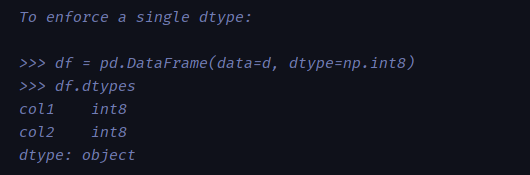 To enforce a single dtype:
>>> df = pd.DataFrame(data=d, dtype=np.int8)
>>> df.dtypes
col1    int8
col2    int8
dtype: object